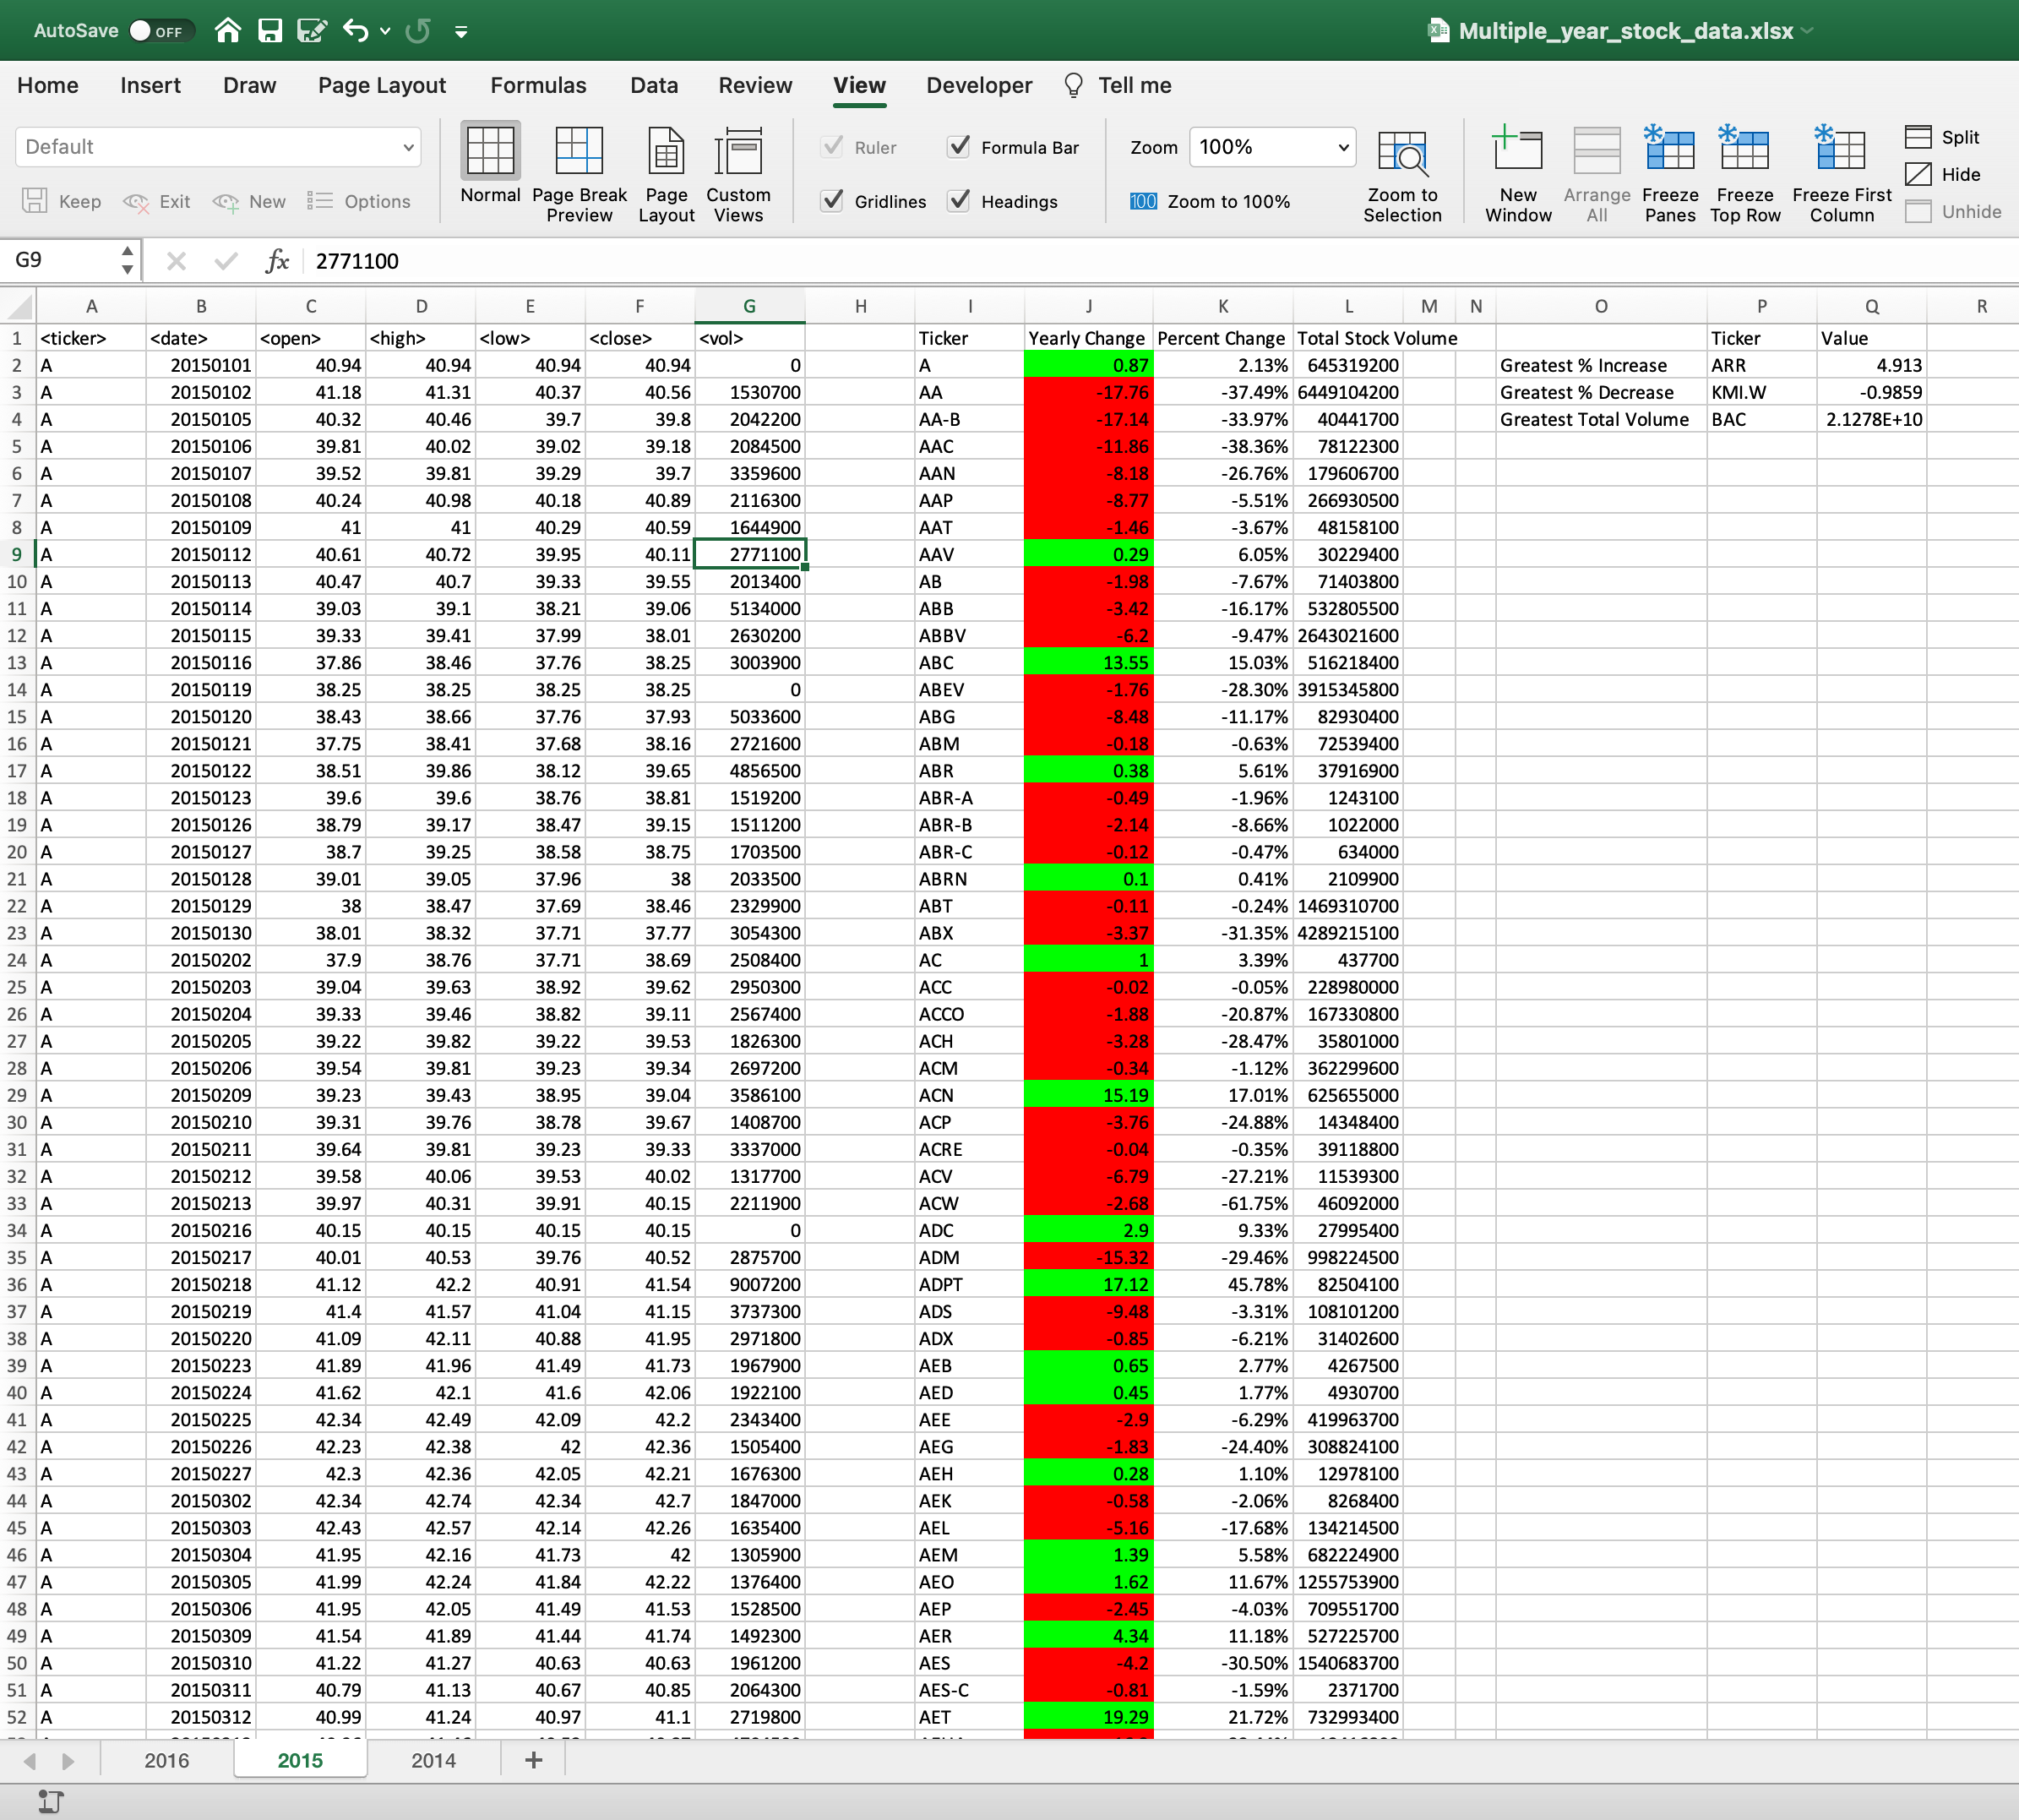 AutoSave OFF Multiple_year_stock_data.xlsx
Home Insert Draw Page Layout Formulas Data Review View Developer Tell me
Default Ruler Formula Bar Zoom 100% Split
Hide
Keep Exit New Options Normal Page Break Preview Page Layout Custom Views Gridlines Headings 100 Zoom to 100% Zoom to Selection New Window Arrange All Freeze Panes Freeze Top Row Freeze First Column Unhide
G9 fx 2771100
A B C D E F G H I J K L M N O P Q R
1 <ticker> <date> <open> <high> <low> <close> <vol> Ticker Yearly Change Percent Change Total Stock Volume Ticker Value
2 A 20150101 40.94 40.94 40.94 40.94 0 A 0.87 2.13% 645319200 Greatest % Increase ARR 4.913
3 A 20150102 41.18 41.31 40.37 40.56 1530700 AA -17.76 -37.49% 6449104200 Greatest % Decrease KMI.W -0.9859
4 A 20150105 40.32 40.46 39.7 39.8 2042200 AA-B -17.14 -33.97% 40441700 Greatest Total Volume BAC 2.1278E+10
5 A 20150106 39.81 40.02 39.02 39.18 2084500 AAC -11.86 -38.36% 78122300
6 A 20150107 39.52 39.81 39.29 39.7 3359600 AAN -8.18 -26.76% 179606700
7 A 20150108 40.24 40.98 40.18 40.89 2116300 AAP -8.77 -5.51% 266930500
8 A 20150109 41 41 40.29 40.59 1644900 AAT -1.46 -3.67% 48158100
9 A 20150112 40.61 40.72 39.95 40.11 2771100 AAV 0.29 6.05% 30229400
10 A 20150113 40.47 40.7 39.33 39.55 2013400 AB -1.98 -7.67% 71403800
11 A 20150114 39.03 39.1 38.21 39.06 5134000 ABB -3.42 -16.17% 532805500
12 A 20150115 39.33 39.41 37.99 38.01 2630200 ABBV -6.2 -9.47% 2643021600
13 A 20150116 37.86 38.46 37.76 38.25 3003900 ABC 13.55 15.03% 516218400
14 A 20150119 38.25 38.25 38.25 38.25 0 ABEV -1.76 -28.30% 3915345800
15 A 20150120 38.43 38.66 37.76 37.93 5033600 ABG -8.48 -11.17% 82930400
16 A 20150121 37.75 38.41 37.68 38.16 2721600 ABM -0.18 -0.63% 72539400
17 A 20150122 38.51 39.86 38.12 39.65 4856500 ABR 0.38 5.61% 37916900
18 A 20150123 39.6 39.6 38.76 38.81 1519200 ABR-A -0.49 -1.96% 1243100
19 A 20150126 38.79 39.17 38.47 39.15 1511200 ABR-B -2.14 -8.66% 1022000
20 A 20150127 38.7 39.25 38.58 38.75 1703500 ABR-C -0.12 -0.47% 634000
21 A 20150128 39.01 39.05 37.96 38 2033500 ABRN 0.1 0.41% 2109900
22 A 20150129 38 38.47 37.69 38.46 2329900 ABT -0.11 -0.24% 1469310700
23 A 20150130 38.01 38.32 37.71 37.77 3054300 ABX -3.37 -31.35% 4289215100
24 A 20150202 37.9 38.76 37.71 38.69 2508400 AC 1 3.39% 437700
25 A 20150203 39.04 39.63 38.92 39.62 2950300 ACC -0.02 -0.05% 228980000
26 A 20150204 39.33 39.46 38.82 39.11 2567400 ACCO -1.88 -20.87% 167330800
27 A 20150205 39.22 39.82 39.22 39.53 1826300 ACH -3.28 -28.47% 35801000
28 A 20150206 39.54 39.81 39.23 39.34 2697200 ACM -0.34 -1.12% 362299600
29 A 20150209 39.23 39.43 38.95 39.04 3586100 ACN 15.19 17.01% 625655000
30 A 20150210 39.31 39.76 38.78 39.67 1408700 ACP -3.76 -24.88% 14348400
31 A 20150211 39.64 39.81 39.23 39.33 3337000 ACRE -0.04 -0.35% 39118800
32 A 20150212 39.58 40.06 39.53 40.02 1317700 ACV -6.79 -27.21% 11539300
33 A 20150213 39.97 40.31 39.91 40.15 2211900 ACW -2.68 -61.75% 46092000
34 A 20150216 40.15 40.15 40.15 40.15 0 ADC 2.9 9.33% 27995400
35 A 20150217 40.01 40.53 39.76 40.52 2875700 ADM -15.32 -29.46% 998224500
36 A 20150218 41.12 42.2 40.91 41.54 9007200 ADPT 17.12 45.78% 82504100
37 A 20150219 41.4 41.57 41.04 41.15 3737300 ADS -9.48 -3.31% 108101200
38 A 20150220 41.09 42.11 40.88 41.95 2971800 ADX -0.85 -6.21% 31402600
39 A 20150223 41.89 41.96 41.49 41.73 1967900 AEB 0.65 2.77% 4267500
40 A 20150224 41.62 42.1 41.6 42.06 1922100 AED 0.45 1.77% 4930700
41 A 20150225 42.34 42.49 42.09 42.2 2343400 AEE -2.9 -6.29% 419963700
42 A 20150226 42.23 42.38 42 42.36 1505400 AEG -1.83 -24.40% 308824100
43 A 20150227 42.3 42.36 42.05 42.21 1676300 AEH 0.28 1.10% 12978100
44 A 20150302 42.34 42.74 42.34 42.7 1847000 AEK -0.58 -2.06% 8268400
45 A 20150303 42.43 42.57 42.14 42.26 1635400 AEL -5.16 -17.68% 134214500
46 A 20150304 41.95 42.16 41.73 42 1305900 AEM 1.39 5.58% 682224900
47 A 20150305 41.99 42.24 41.84 42.22 1376400 AEO 1.62 11.67% 1255753900
48 A 20150306 41.95 42.05 41.49 41.53 1528500 AEP -2.45 -4.03% 709551700
49 A 20150309 41.54 41.89 41.44 41.74 1492300 AER 4.34 11.18% 527225700
50 A 20150310 41.22 41.27 40.63 40.63 1961200 AES -4.2 -30.50% 1540683700
51 A 20150311 40.79 41.13 40.67 40.85 2064300 AES-C -0.81 -1.59% 2371700
52 A 20150312 40.99 41.24 40.97 41.1 2719800 AET 19.29 21.72% 732993400
2016 2015 2014 +